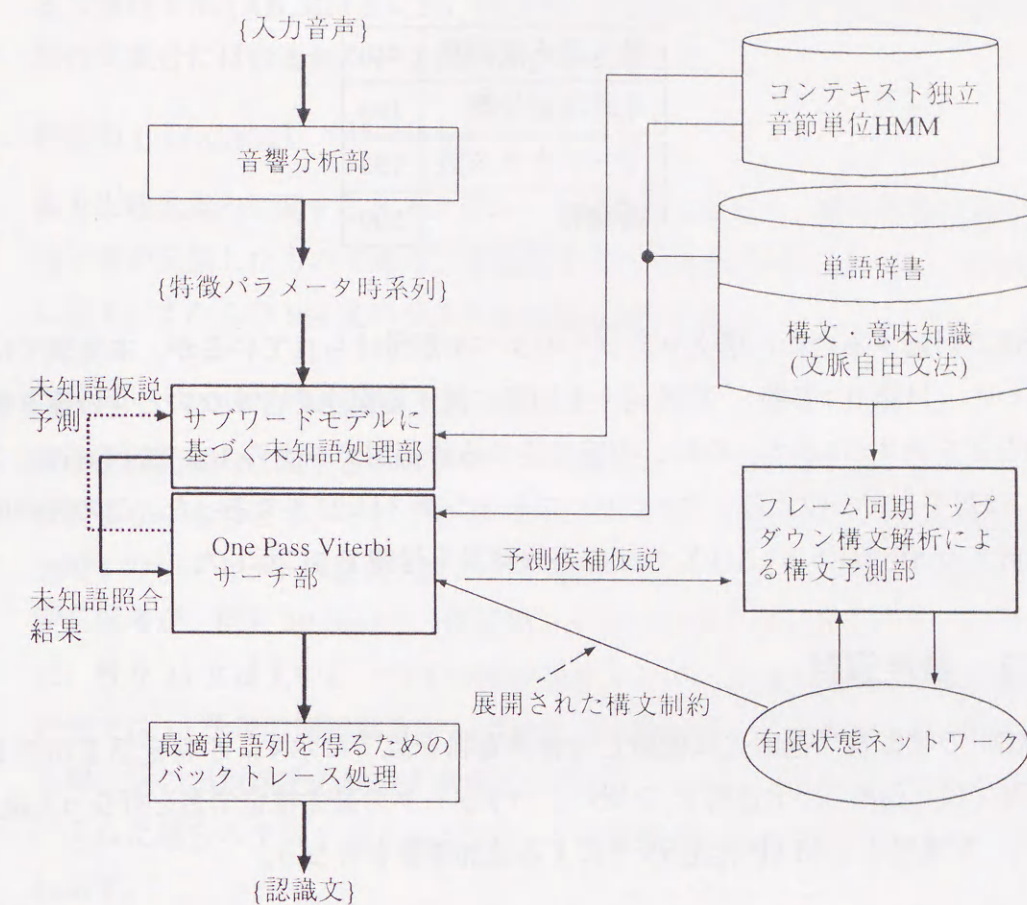 {入力音声}
音響分析部
{特徴パラメータ時系列}
コンテキスト独立
音節単位HMM
単語辞書
構文・意味知識
(文脈自由文法)
未知語仮説
予測
サブワードモデルに
基づく未知語処理部
One Pass Viterbi
サーチ部
未知語照合
結果
予測候補仮説
フレーム同期トップ
ダウン構文解析によ
る構文予測部
展開された構文制約
有限状態ネットワーク
最適単語列を得るための
バックトレース処理
{認識文}